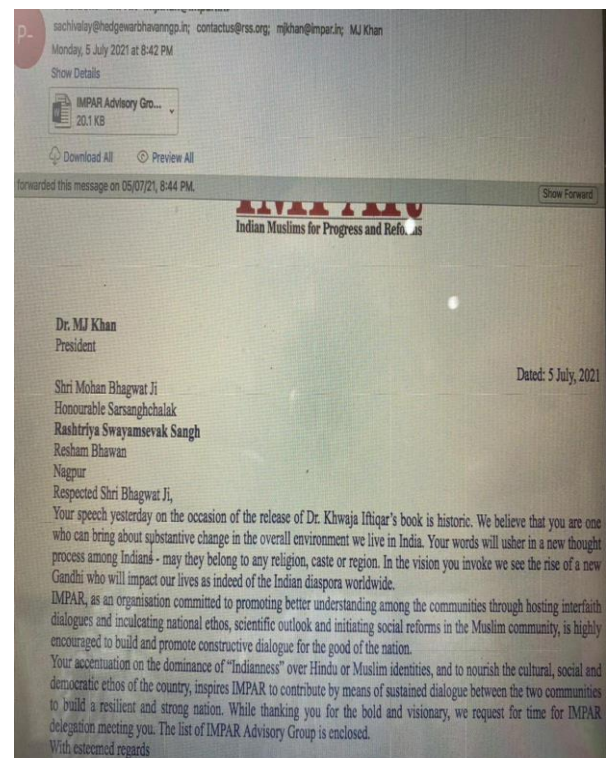 P-
sachivalay@hedgewarbhavanngp.in; contactus@rss.org; mjkhan@impar.in; MJ Khan
Monday, 5 July 2021 at 8:42 PM
Show Details
IMPAR Advisory Gro...
20.1 KB
Download All Preview All
forwarded this message on 05/07/21, 8:44 PM.
Show Forward
Indian Muslims for Progress and
Dr. MJ Khan
President
Dated: 5 July, 2021
Shri Mohan Bhagwat Ji
Honourable Sarsanghchalak
Rashtriya Swayamsevak Sangh
Resham Bhawan
Nagpur
Respected Shri Bhagwat Ji,
Your speech yesterday on the occasion of the release of Dr. Khwaja Iftiqar's book is historic. We believe that you are one
who can bring about substantive change in the overall environment we live in India. Your words will usher in a new thought
process among Indians - may they belong to any religion, caste or region. In the vision you invoke we see the rise of a new
Gandhi who will impact our lives as indeed of the Indian diaspora worldwide.
IMPAR, as an organisation committed to promoting better understanding among the communities through hosting interfaith
dialogues and inculcating national ethos, scientific outlook and initiating social reforms in the Muslim community, is highly
encouraged to build and promote constructive dialogue for the good of the nation.
Your accentuation on the dominance of "Indianness" over Hindu or Muslim identities, and to nourish the cultural, social and
democratic ethos of the country, inspires IMPAR to contribute by means of sustained dialogue between the two communities
to build a resilient and strong nation. While thanking you for the bold and visionary, we request for time for IMPAR
delegation meeting you. The list of IMPAR Advisory Group is enclosed.
With esteemed regards